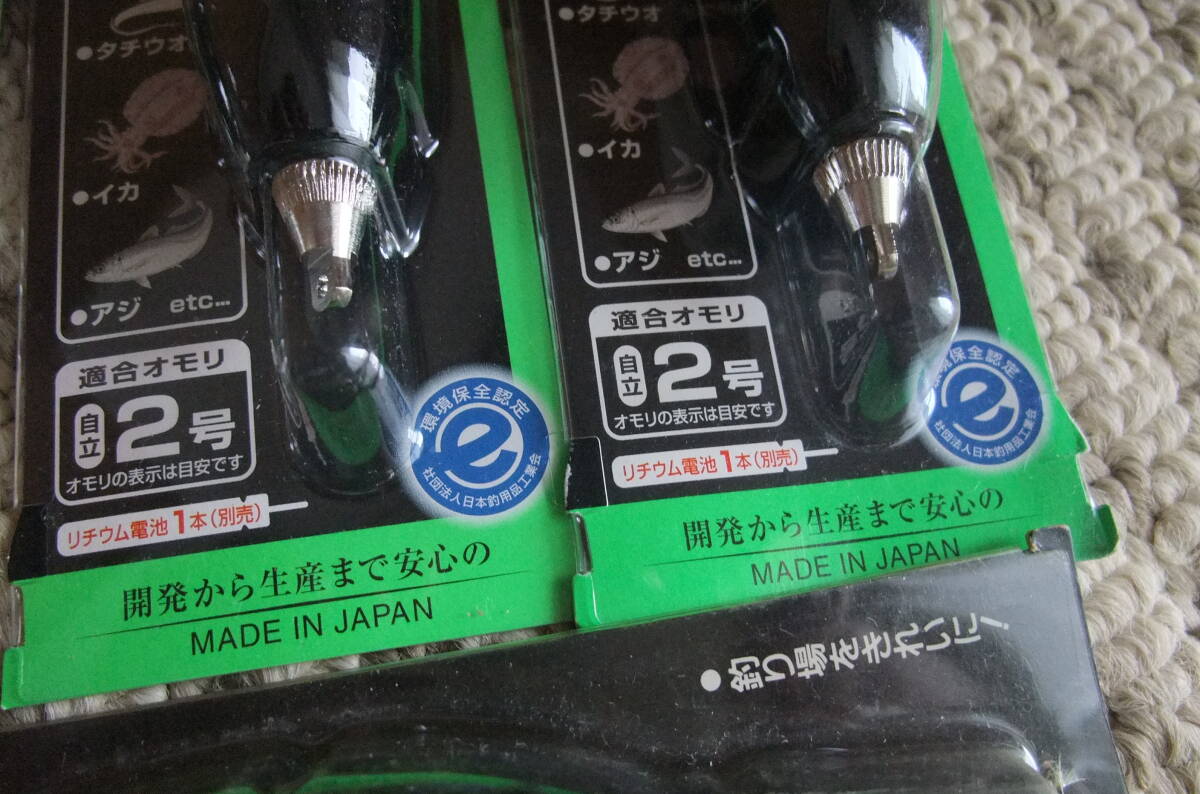 ●タチウオ
●イカ
●アジ etc...
適合オモリ
自立 2号
オモリの表示は目安です
リチウム電池1本(別売)
環境保全認定
e
社団法人日本釣用品工業会
開発から生産まで安心の
MADE IN JAPAN
●タチウオ
●イカ
●アジ etc...
適合オモリ
自立 2号
オモリの表示は目安です
リチウム電池1本(別売)
環境保全認定
e
社団法人日本釣用品工業会
開発から生産まで安心の
MADE IN JAPAN
●釣り場をきれいに!